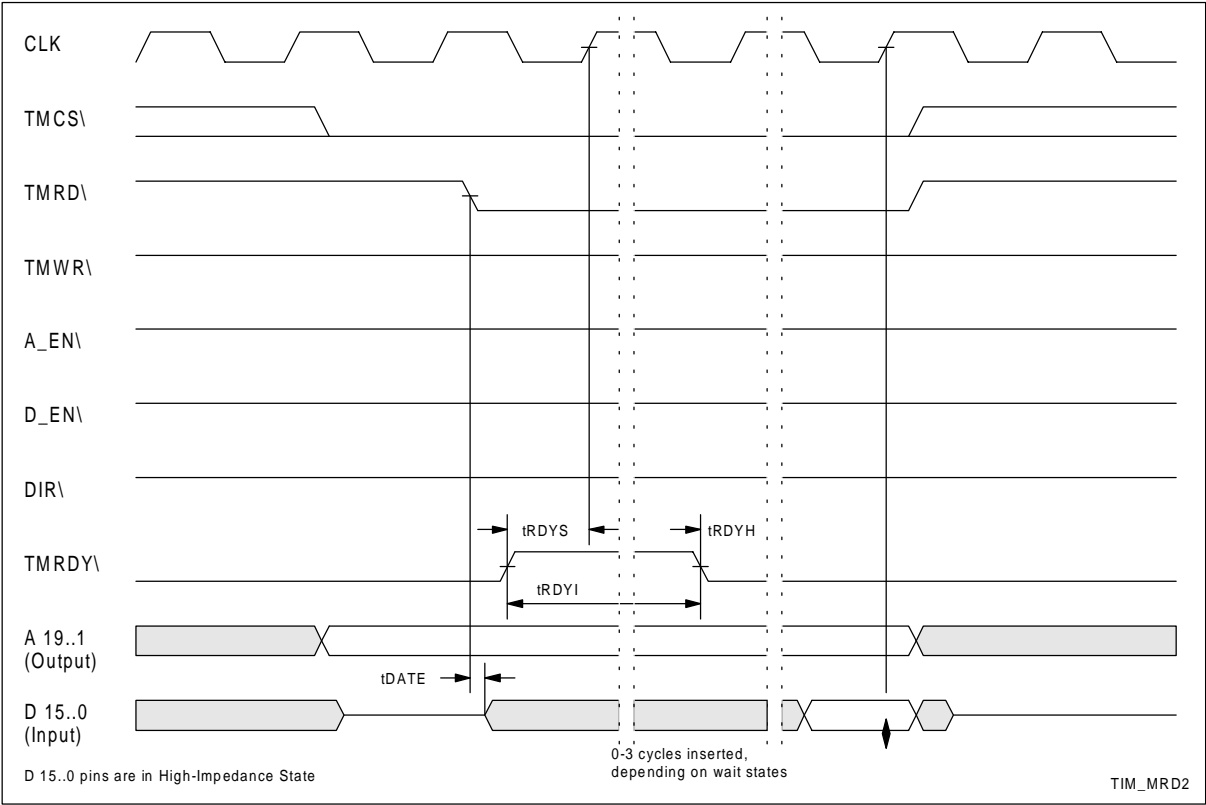 CLK
TMCS\
TMRD\
TMWR\
A_EN\
D_EN\
DIR\
tRDYS
tRDYH
TMRDY\
tRDYI
A 19..1
(Output)
tDATE
D 15..0
(Input)
0-3 cycles inserted,
depending on wait states
D 15..0 pins are in High-Impedance State
TIM_MRD2